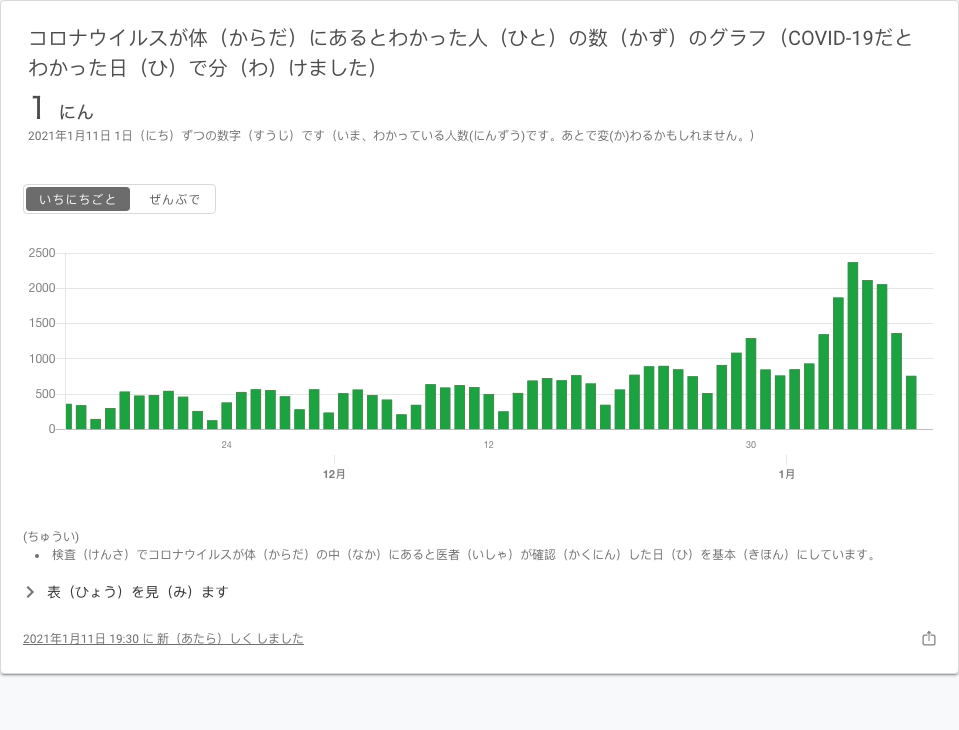 コロナウイルスが体（からだ）にあるとわかった人（ひと）の数（かず）のグラフ（COVID-19だと
わかった日（ひ）で分（わ）けました）
1 にん
2021年1月11日 1日（にち）ずつの数字（すうじ）です（いま、わかっている人数(にんずう)です。あとで変(か)わるかもしれません。）
いちにちごと ぜんぶで
2500
2000
1500
1000
500
0
24 12 30
12月 1月
(ちゅうい)
• 検査（けんさ）でコロナウイルスが体（からだ）の中（なか）にあると医者（いしゃ）が確認（かくにん）した日（ひ）を基本（きほん）にしています。
表（ひょう）を見（み）ます
2021年1月11日 19:30 に 新（あたら）しく しました